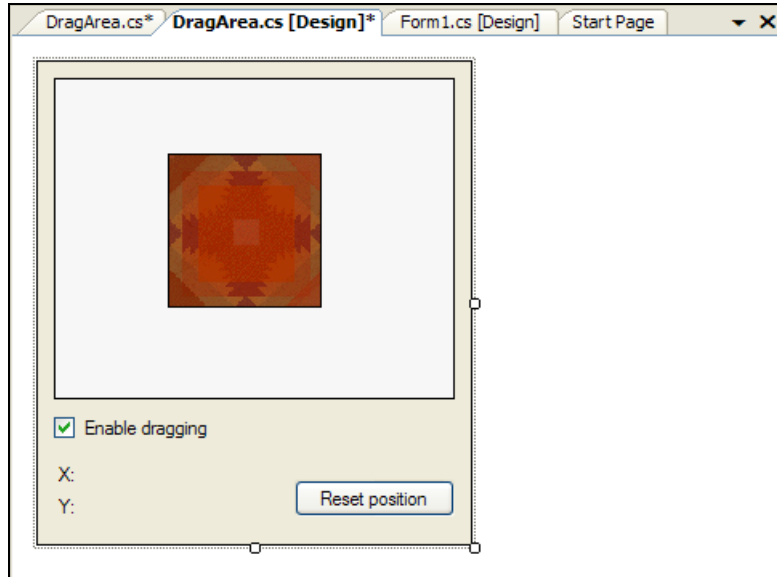 DragArea.cs* DragArea.cs [Design]* Form1.cs [Design] Start Page
Enable dragging
X:
Y:
Reset position